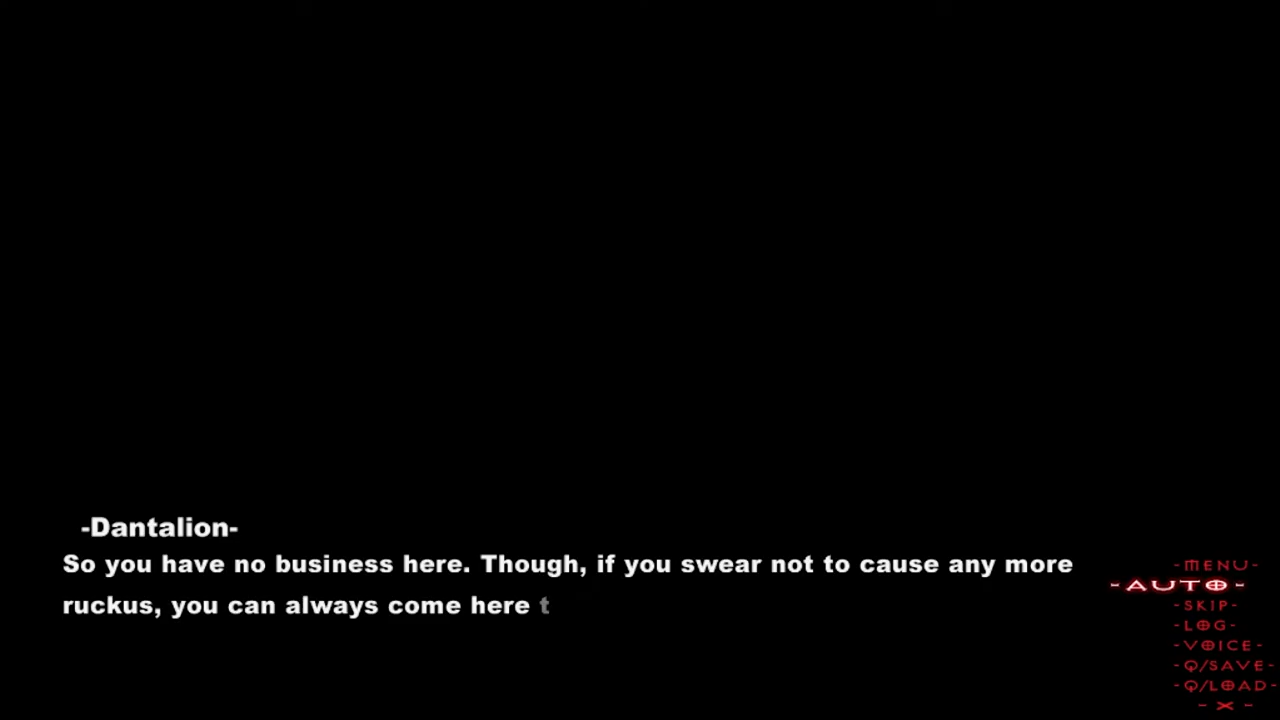 -Dantalion-
So you have no business here. Though, if you swear not to cause any more
ruckus, you can always come here t
-MENU-
-AUTO-
-SKIP-
-LOG-
-VOICE-
-Q/SAVE-
-Q/LOAD-
-X-